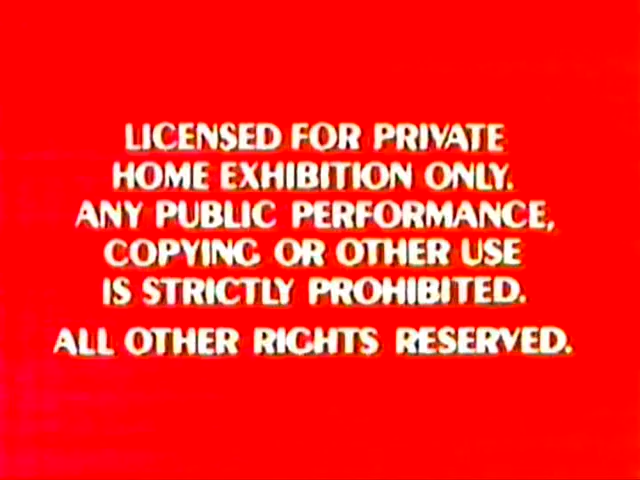 LICENSED FOR PRIVATE
HOME EXHIBITION ONLY.
ANY PUBLIC PERFORMANCE,
COPYING OR OTHER USE
IS STRICTLY PROHIBITED.
ALL OTHER RIGHTS RESERVED.